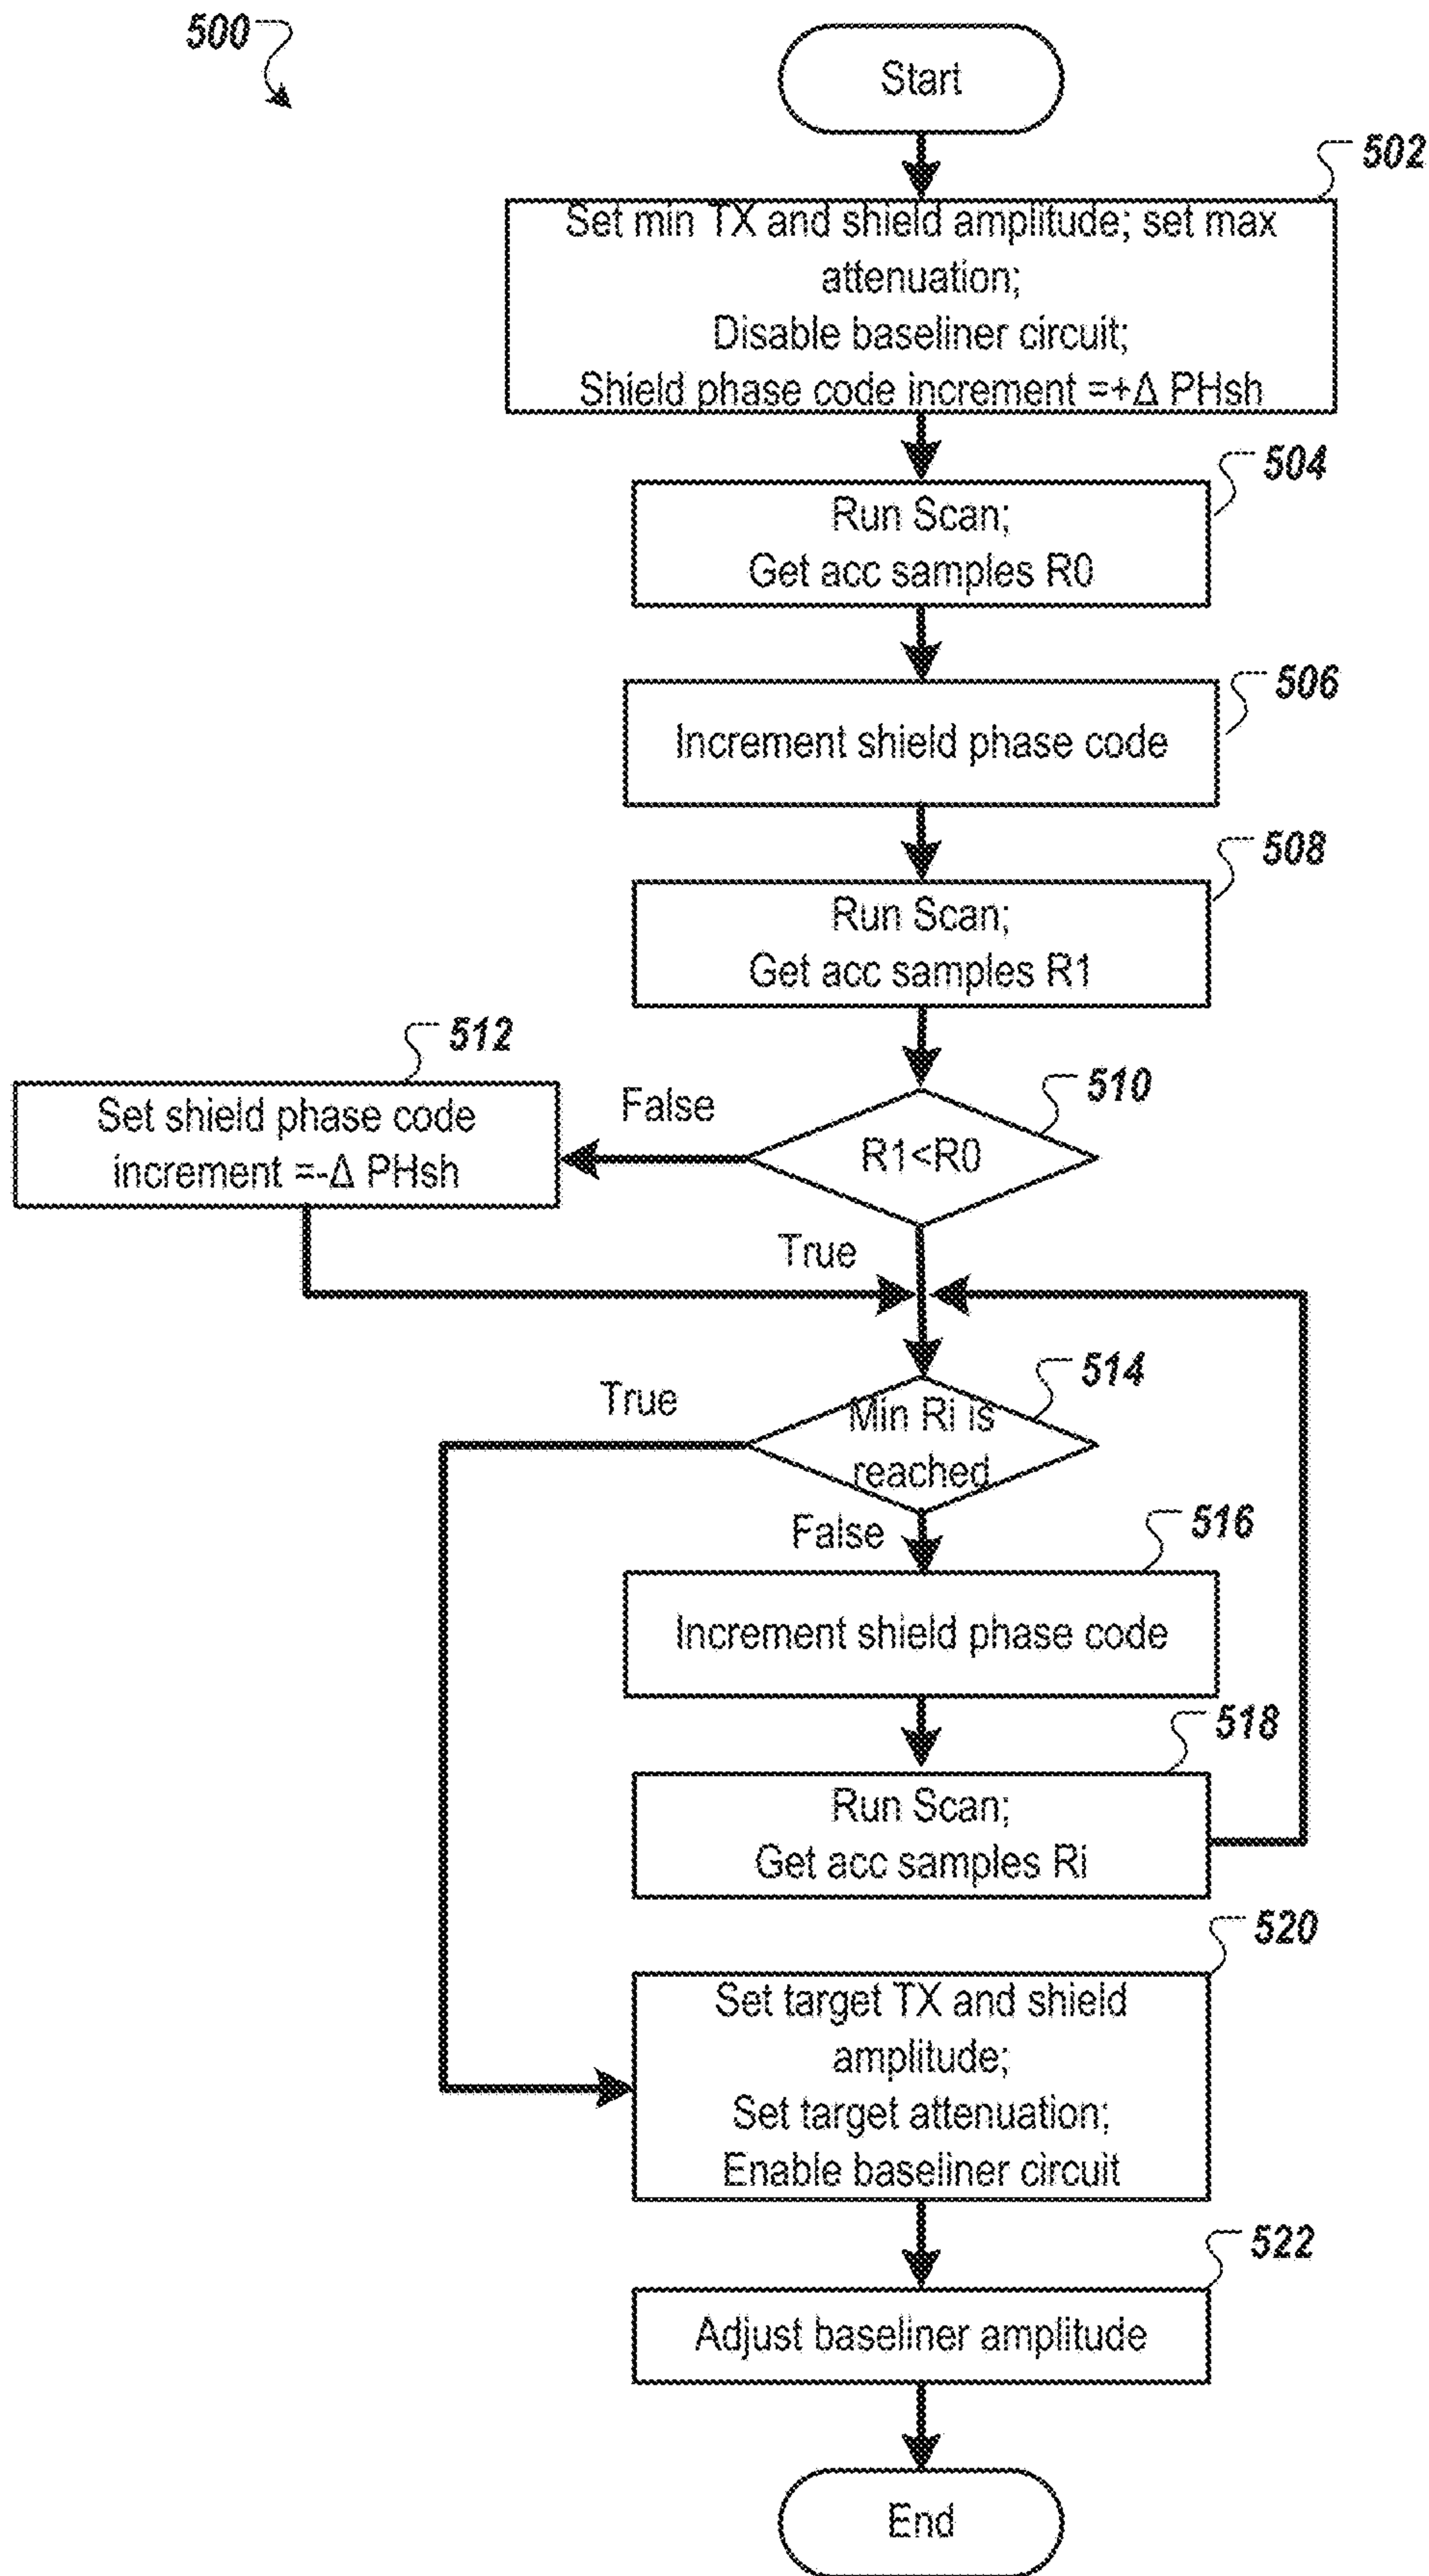 500
Start
502
Set min TX and shield amplitude; set max
attenuation;
Disable baseliner circuit;
Shield phase code increment =+Δ PHsh
504
Run Scan;
Get acc samples R0
506
Increment shield phase code
508
Run Scan;
Get acc samples R1
512
Set shield phase code
increment =-Δ PHsh
False
510
R1<R0
True
514
True
Min Ri is
reached
False
516
Increment shield phase code
518
Run Scan;
Get acc samples Ri
520
Set target TX and shield
amplitude;
Set target attenuation;
Enable baseliner circuit
522
Adjust baseliner amplitude
End